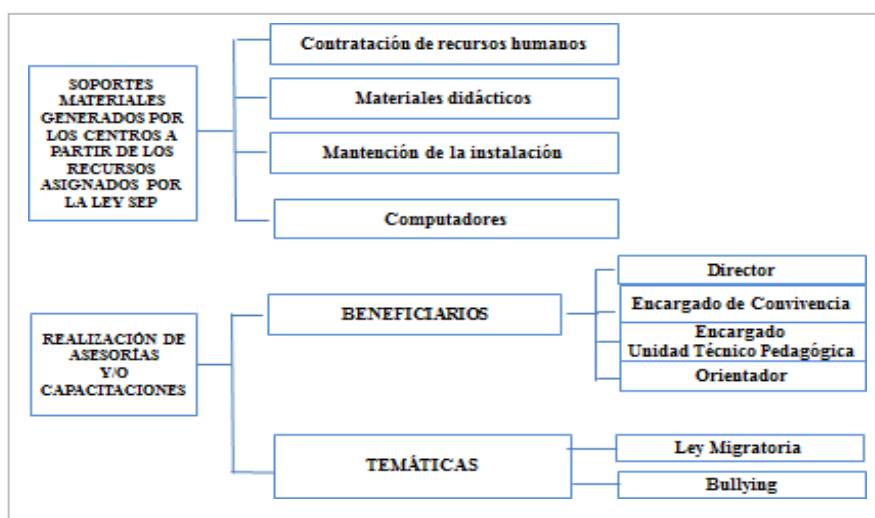 SOPORTES
MATERIALES
GENERADOS POR
LOS CENTROS A
PARTIR DE LOS
RECURSOS
ASIGNADOS POR
LA LEY SEP
Contratación de recursos humanos
Materiales didácticos
Mantención de la instalación
Computadores
REALIZACIÓN DE
ASESORÍAS
Y/O
CAPACITACIONES
BENEFICIARIOS
Director
Encargado de Convivencia
Encargado
Unidad Técnico Pedagógica
Orientador
TEMÁTICAS
Ley Migratoria
Bullying